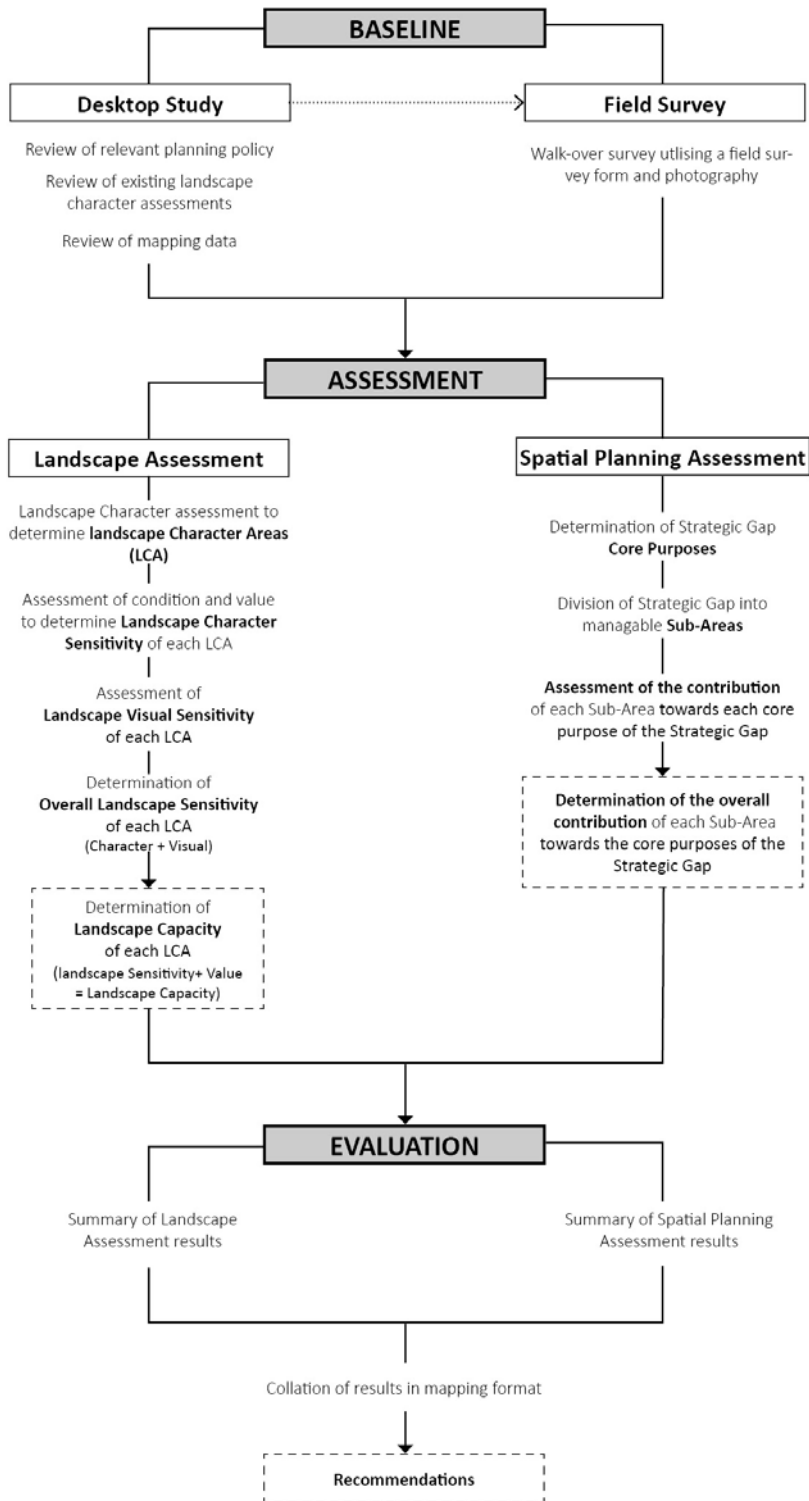 BASELINE
Desktop Study
Review of relevant planning policy
Review of existing landscape
character assessments
Review of mapping data
Field Survey
Walk-over survey utlising a field sur-
vey form and photography
ASSESSMENT
Landscape Assessment
Landscape Character assessment to
determine landscape Character Areas
(LCA)
Assessment of condition and value
to determine Landscape Character
Sensitivity of each LCA
Assessment of
Landscape Visual Sensitivity
of each LCA
Determination of
Overall Landscape Sensitivity
of each LCA
(Character + Visual)
Determination of
Landscape Capacity
of each LCA
(landscape Sensitivity+ Value
= Landscape Capacity)
Spatial Planning Assessment
Determination of Strategic Gap
Core Purposes
Division of Strategic Gap into
managable Sub-Areas
Assessment of the contribution
of each Sub-Area towards each core
purpose of the Strategic Gap
Determination of the overall
contribution of each Sub-Area
towards the core purposes of the
Strategic Gap
EVALUATION
Summary of Landscape
Assessment results
Summary of Spatial Planning
Assessment results
Collation of results in mapping format
Recommendations